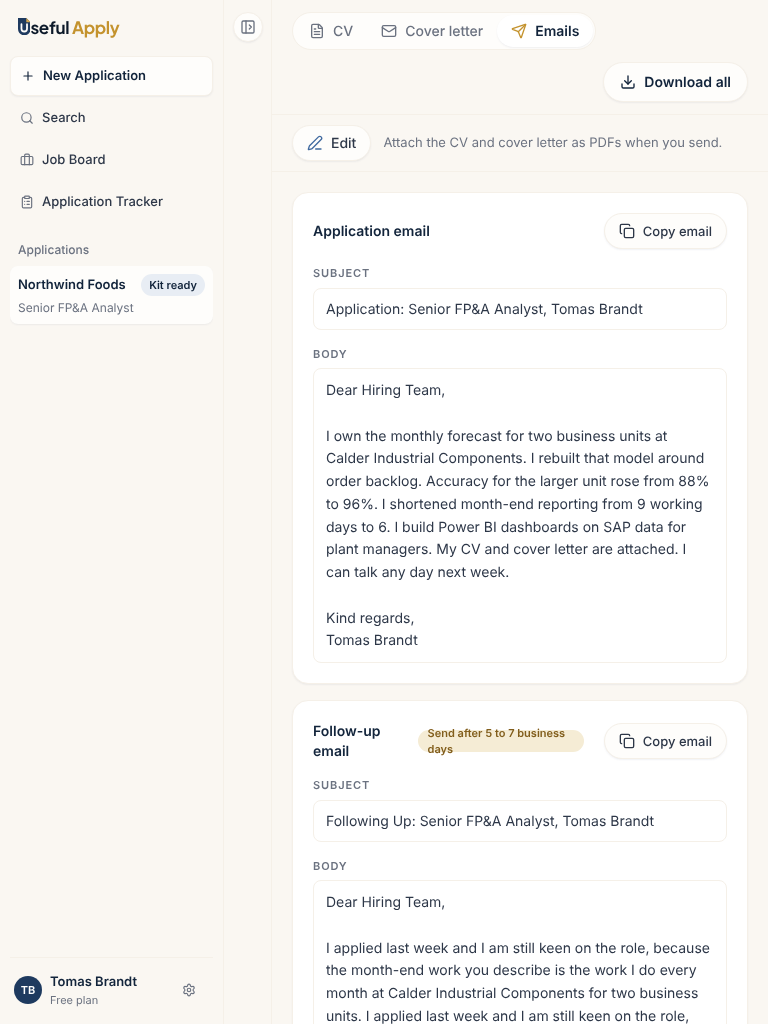 Useful Apply
New Application
Search
Job Board
Application Tracker
Applications
Northwind Foods
Kit ready
Senior FP&A Analyst
TB
Tomas Brandt
Free plan
CV
Cover letter
Emails
Download all
Edit
Attach the CV and cover letter as PDFs when you send.
Application email
Copy email
SUBJECT
Application: Senior FP&A Analyst, Tomas Brandt
BODY
Dear Hiring Team,
I own the monthly forecast for two business units at
Calder Industrial Components. I rebuilt that model around
order backlog. Accuracy for the larger unit rose from 88%
to 96%. I shortened month-end reporting from 9 working
days to 6. I build Power BI dashboards on SAP data for
plant managers. My CV and cover letter are attached. I
can talk any day next week.
Kind regards,
Tomas Brandt
Follow-up
email
Send after 5 to 7 business
days
Copy email
SUBJECT
Following Up: Senior FP&A Analyst, Tomas Brandt
BODY
Dear Hiring Team,
I applied last week and I am still keen on the role, because
the month-end work you describe is the work I do every
month at Calder Industrial Components for two business
units. I applied last week and I am still keen on the role,